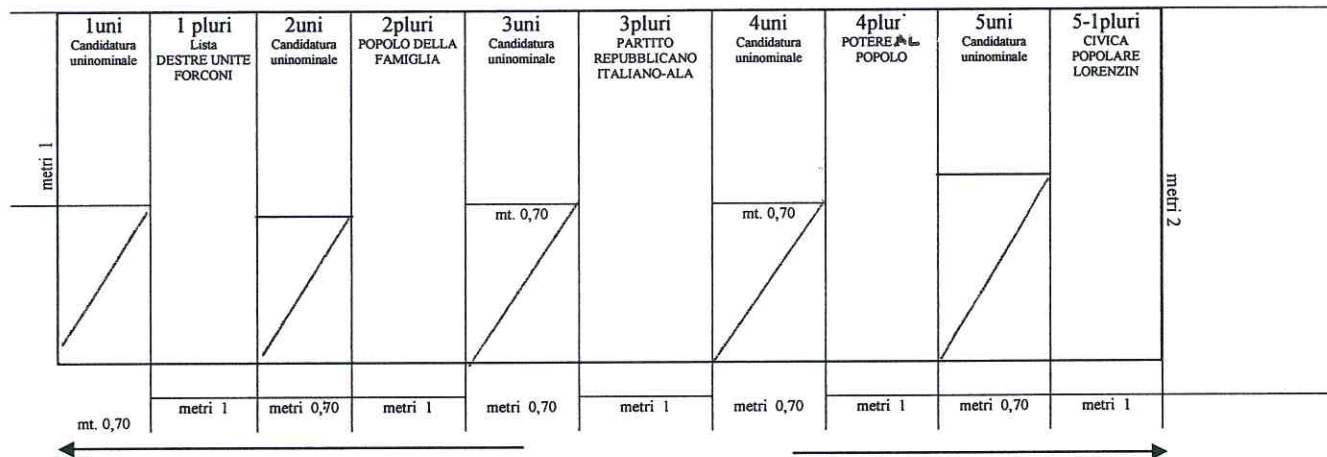 1uni
Candidatura
uninominale
1 pluri
Lista
DESTRE UNITE
FORCONI
2uni
Candidatura
uninominale
2pluri
POPOLO DELLA
FAMIGLIA
3uni
Candidatura
uninominale
3pluri
PARTITO
REPUBBLICANO
ITALIANO-ALA
4uni
Candidatura
uninominale
4pluri
POTERE AL
POPOLO
5uni
Candidatura
uninominale
5-1pluri
CIVICA
POPOLARE
LORENZIN
metri 1
mt. 0,70
mt. 0,70
metri 2
mt. 0,70
metri 1
metri 0,70
metri 1
metri 0,70
metri 1
metri 0,70
metri 1
metri 0,70
metri 1